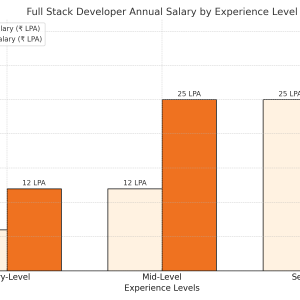 Full Stack Developer Annual Salary by Experience Level
lary (₹ LPA)
alary (₹ LPA)
25 LPA
25 LPA
12 LPA
12 LPA
y-Level
Mid-Level
Se
Experience Levels